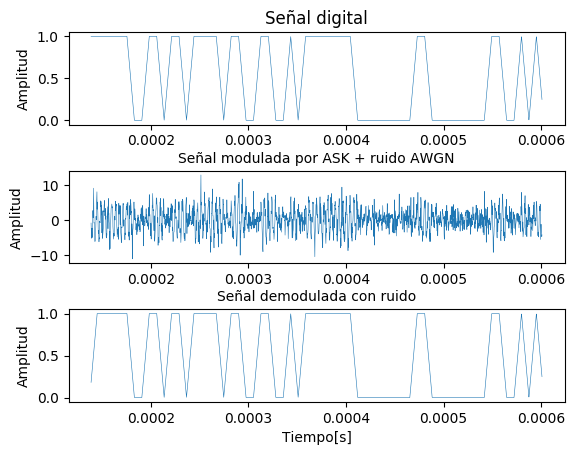 Señal digital
Amplitud
1.0
0.5
0.0
0.0002 0.0003 0.0004 0.0005 0.0006
Señal modulada por ASK + ruido AWGN
Amplitud
10
0
−10
0.0002 0.0003 0.0004 0.0005 0.0006
Señal demodulada con ruido
Amplitud
1.0
0.5
0.0
0.0002 0.0003 0.0004 0.0005 0.0006
Tiempo[s]